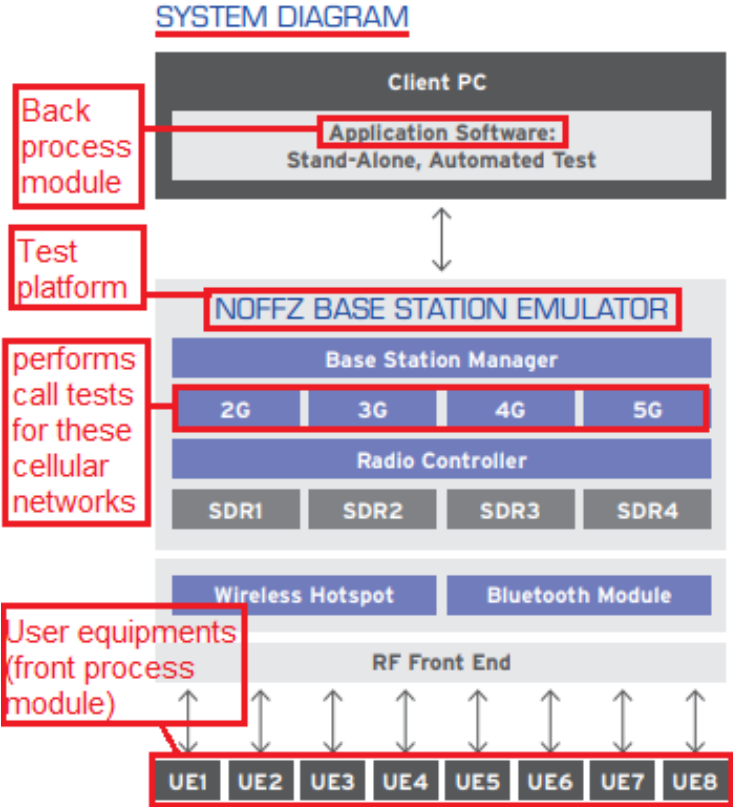 SYSTEM DIAGRAM
Client PC
Back
process
module
Application Software:
Stand-Alone, Automated Test
Test
platform
NOFFZ BASE STATION EMULATOR
Base Station Manager
performs
call tests
for these
cellular
networks
2G 3G 4G 5G
Radio Controller
SDR1 SDR2 SDR3 SDR4
Wireless Hotspot Bluetooth Module
User equipments
(front process
module)
RF Front End
UE1 UE2 UE3 UE4 UE5 UE6 UE7 UE8